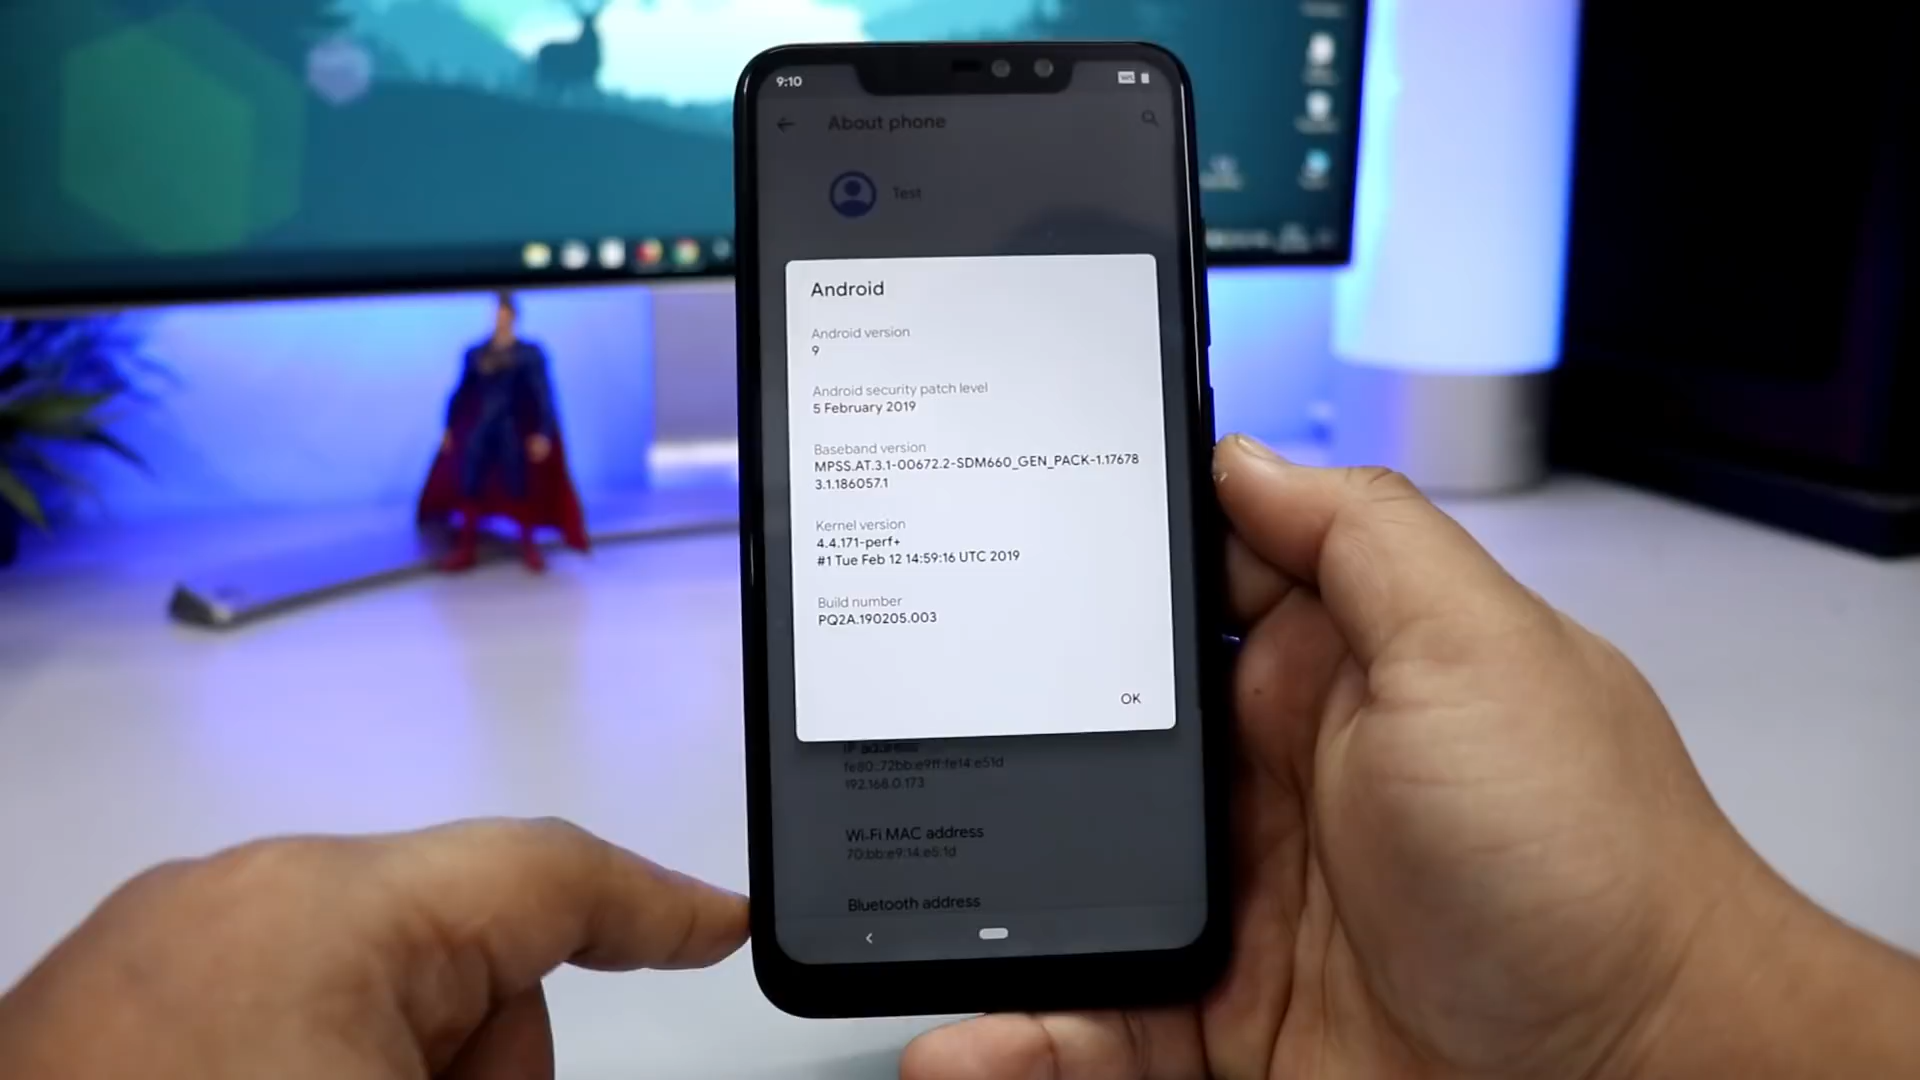 9:10
About phone
Test
Android
Android version
9
Android security patch level
5 February 2019
Baseband version
MPSS.AT.3.1-00672.2-SDM660_GEN_PACK-1.17678
3.1.186057.1
Kernel version
4.4.171-perf+
#1 Tue Feb 12 14:59:16 UTC 2019
Build number
PQ2A.190205.003
OK
IP address
fe80::72bb:e9ff:fe14:e51d
192.168.0.173
Wi-Fi MAC address
70:bb:e9:14:e5:1d
Bluetooth address